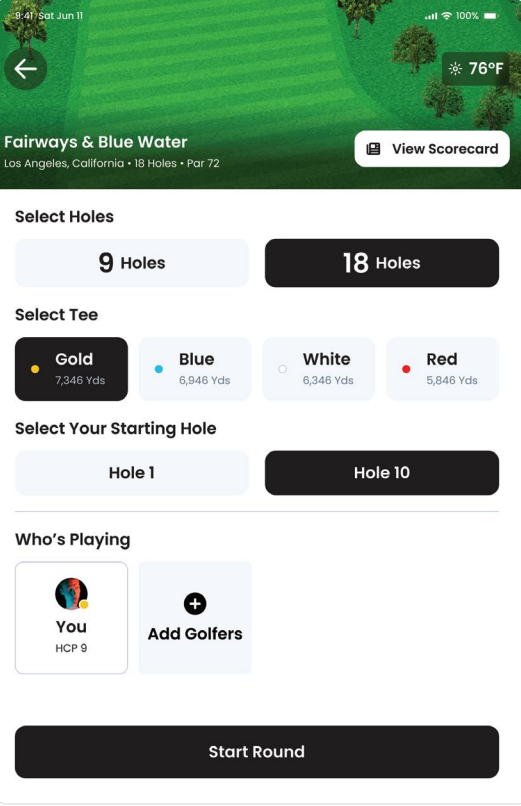 9:41 Sat Jun 11
100%
76°F
Fairways & Blue Water
Los Angeles, California • 18 Holes • Par 72
View Scorecard
Select Holes
9 Holes
18 Holes
Select Tee
Gold
7,346 Yds
Blue
6,946 Yds
White
6,346 Yds
Red
5,846 Yds
Select Your Starting Hole
Hole 1
Hole 10
Who's Playing
You
HCP 9
Add Golfers
Start Round